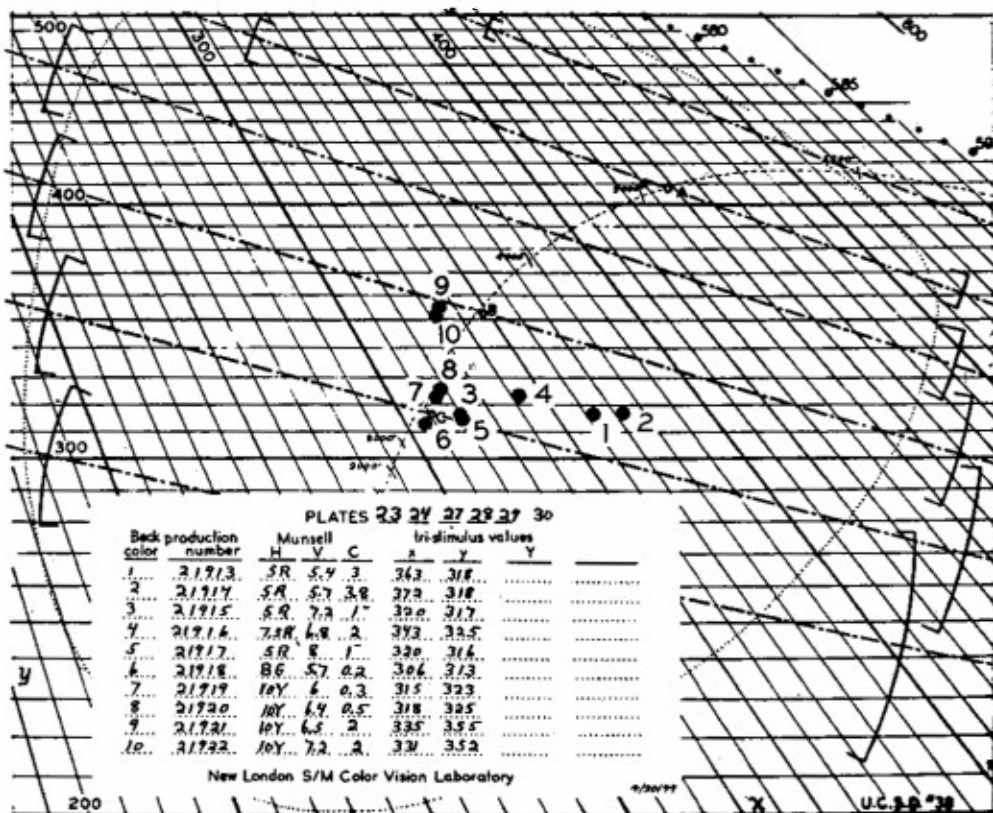 500
300
400
580
600
585
59
400
9
10
8
7
3
4
5
6
1
2
300
PLATES 23 24 27 28 29 30
Beck production Munsell tri-stimulus values
color number H V C x y Y
1 21913 5R 5.4 3 363 318
2 21914 5R 5.7 3.8 372 318
3 21915 5R 7.2 1 320 317
4 21916 7.5R 6.8 2 343 325
5 21917 5R 8 1 320 316
6 21918 BG 5.7 0.2 306 313
7 21919 10Y 6 0.3 315 323
8 21920 10Y 6.4 0.5 318 325
9 21921 10Y 6.5 2 335 355
10 21922 10Y 7.2 2 331 352
New London S/M Color Vision Laboratory
y
200
x
U.C.S.D. #38